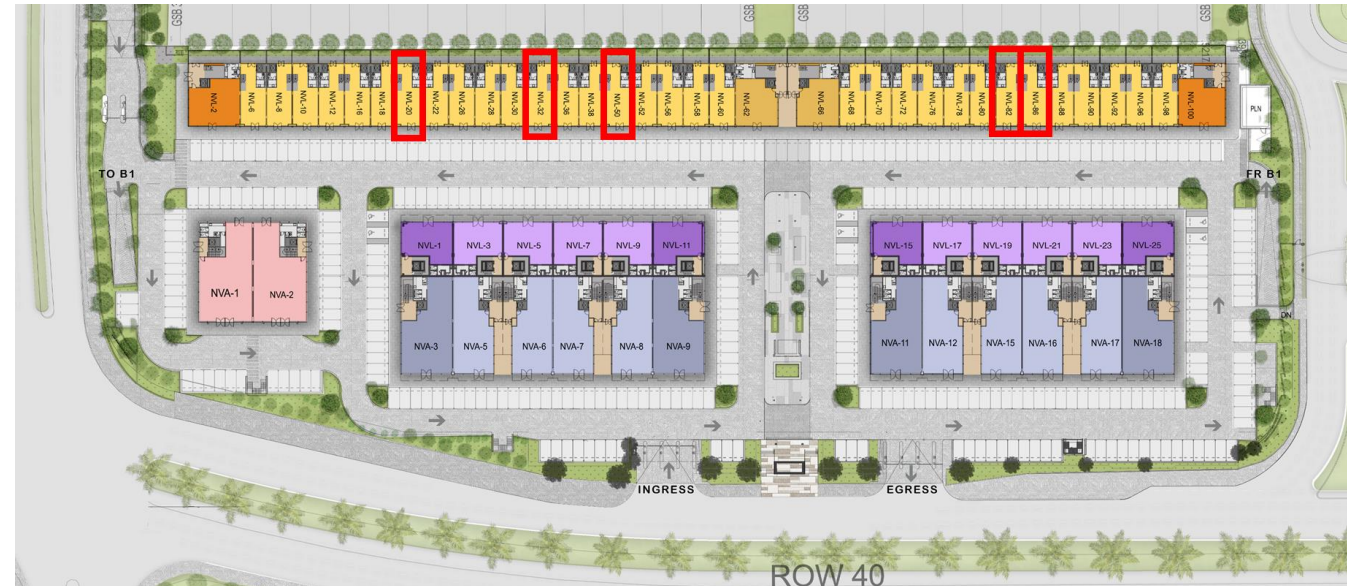 GSB
GSB
GSB
NVL-2
NVL-6
NVL-8
NVL-10
NVL-12
NVL-16
NVL-18
NVL-20
NVL-22
NVL-26
NVL-28
NVL-30
NVL-32
NVL-36
NVL-38
NVL-50
NVL-52
NVL-56
NVL-58
NVL-60
NVL-62
NVL-66
NVL-68
NVL-70
NVL-72
NVL-76
NVL-78
NVL-80
NVL-82
NVL-86
NVL-88
NVL-90
NVL-92
NVL-96
NVL-98
NVL-100
PLN
TO B1
FR B1
NVL-1 NVL-3 NVL-5 NVL-7 NVL-9 NVL-11
NVL-15 NVL-17 NVL-19 NVL-21 NVL-23 NVL-25
NVA-1 NVA-2
DN
NVA-3 NVA-5 NVA-6 NVA-7 NVA-8 NVA-9
NVA-11 NVA-12 NVA-15 NVA-16 NVA-17 NVA-18
INGRESS
EGRESS
ROW 40